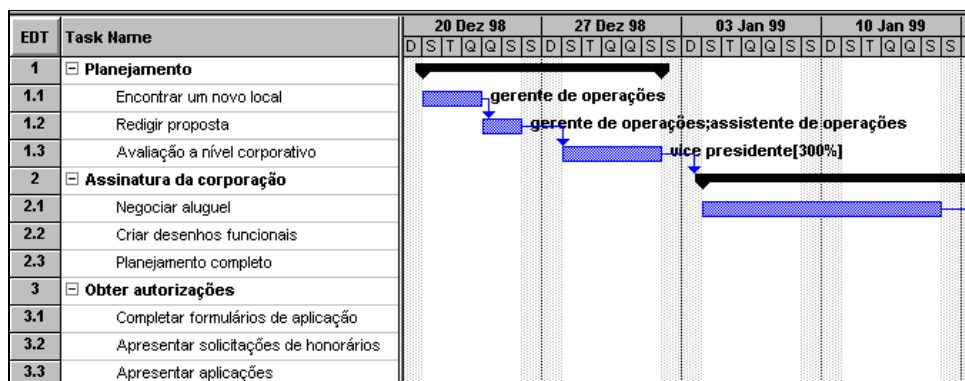 EDT Task Name 20 Dez 98 27 Dez 98 03 Jan 99 10 Jan 99
D S T Q Q S S D S T Q Q S S D S T Q Q S S D S T Q Q S S
1 Planejamento
1.1 Encontrar um novo local gerente de operações
1.2 Redigir proposta gerente de operações;assistente de operações
1.3 Avaliação a nível corporativo vice presidente[300%]
2 Assinatura da corporação
2.1 Negociar aluguel
2.2 Criar desenhos funcionais
2.3 Planejamento completo
3 Obter autorizações
3.1 Completar formulários de aplicação
3.2 Apresentar solicitações de honorários
3.3 Apresentar aplicações